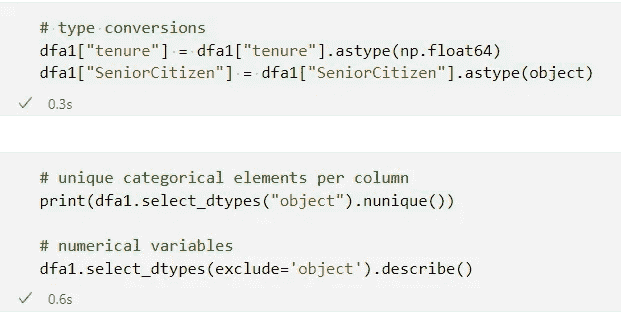 # type conversions
dfa1["tenure"] = dfa1["tenure"].astype(np.float64)
dfa1["SeniorCitizen"] = dfa1["SeniorCitizen"].astype(object)
✓ 0.3s
# unique categorical elements per column
print(dfa1.select_dtypes("object").nunique())
# numerical variables
dfa1.select_dtypes(exclude='object').describe()
✓ 0.6s